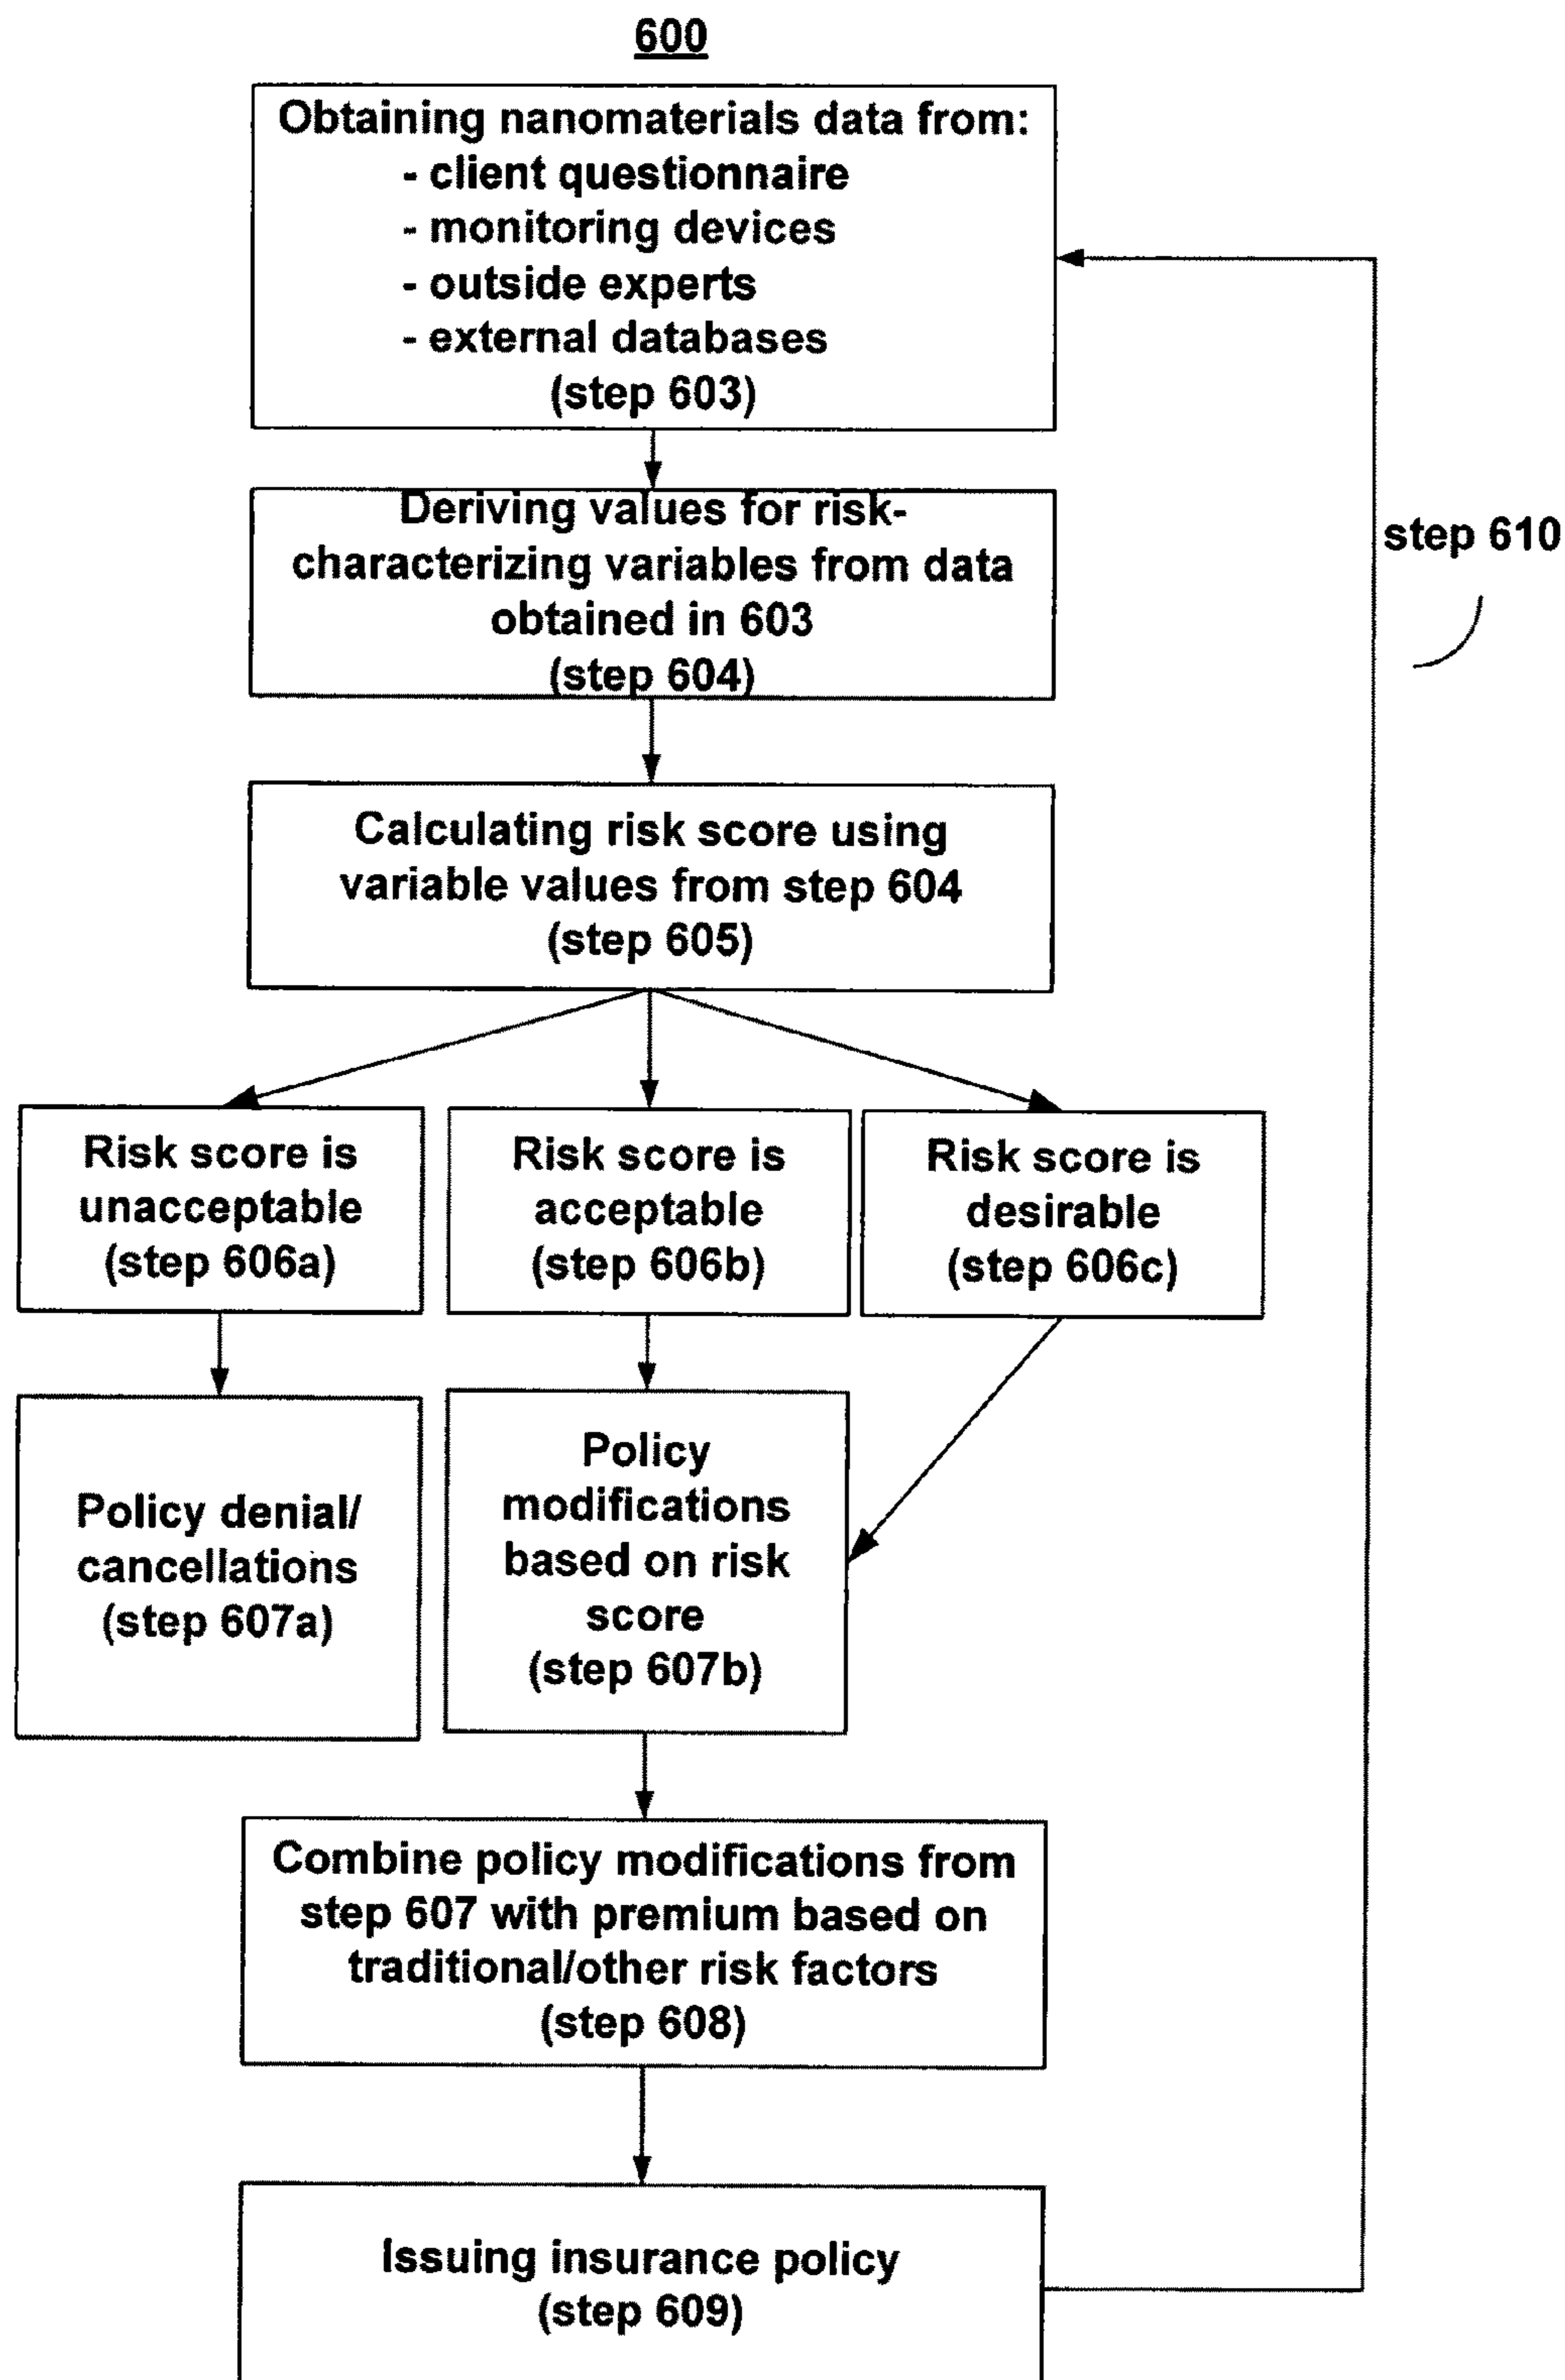 600
Obtaining nanomaterials data from:
- client questionnaire
- monitoring devices
- outside experts
- external databases
(step 603)
Deriving values for risk-
characterizing variables from data
obtained in 603
(step 604)
step 610
Calculating risk score using
variable values from step 604
(step 605)
Risk score is
unacceptable
(step 606a)
Risk score is
acceptable
(step 606b)
Risk score is
desirable
(step 606c)
Policy denial/
cancellations
(step 607a)
Policy
modifications
based on risk
score
(step 607b)
Combine policy modifications from
step 607 with premium based on
traditional/other risk factors
(step 608)
Issuing insurance policy
(step 609)